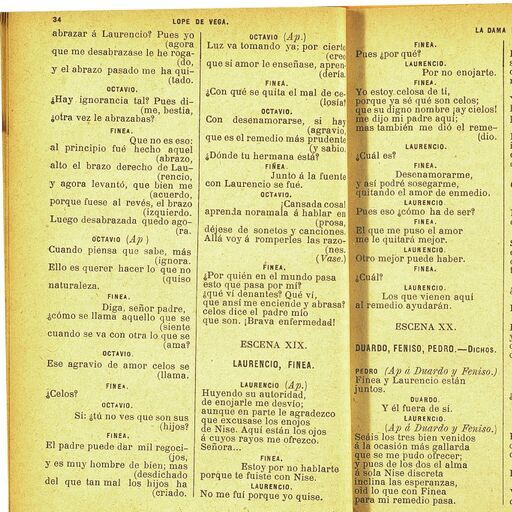 34
LOPE DE VEGA.
abrazar á Laurencio? Pues yo
(agora
que me desabrazase le he roga-
(do,
y el abrazo pasado me ha qui-
(tado.
OCTAVIO.
¿Hay ignorancia tal? Pues di-
(me, bestia,
¿otra vez le abrazabas?
FINEA.
Que no es eso:
al principio fué hecho aquel
(abrazo,
alto el brazo derecho de Lau-
(rencio,
y agora levantó, que bien me
(acuerdo,
porque fuese al revés, el brazo
(izquierdo.
Luego desabrazada quedo ago-
(ra.
OCTAVIO (Ap)
Cuando piensa que sabe, más
(ignora.
Ello es querer hacer lo que no
(quiso
naturaleza.
FINEA.
Diga, señor padre,
¿cómo se llama aquello que se
(siente
cuando se va con otra lo que se
(ama?
OCTAVIO.
Ese agravio de amor celos se
(llama.
FINEA.
¿Celos?
OCTAVIO.
Sí: ¿tú no ves que son sus
(hijos?
FINEA.
El padre puede dar mil regoci-
(jos,
y es muy hombre de bien; mas
(desdichado
del que tan mal los hijos ha
(criado.
OCTAVIO (Ap.)
Luz va tomando ya; por cierto
(creo
que si amor le enseñase, apren-
(dería.
FINEA.
¿Con qué se quita el mal de ce-
(losía?
OCTAVIO.
Con desenamorarse, si hay
(agravio,
que es el remedio más prudente
(y sabio.
¿Dónde tu hermana está?
FIÑEA.
Junto á la fuente
con Laurencio se fué.
OCTAVIO.
¡Cansada cosa!
aprenda noramala á hablar en
(prosa,
déjese de sonetos y canciones.
Allá voy á romperles las razo-
(nes.
(Vase.)
FINEA.
¿Por quién en el mundo pasa
esto que pasa por mí?
¿qué ví denantes? Qué ví,
que ansí me enciende y abrasa?
celos dice el padre mío
que son. ¡Brava enfermedad!
ESCENA XIX.
LAURENCIO, FINEA.
LAURENCIO (Ap.)
Huyendo su autoridad,
de enojarle me desvío;
aunque en parte le agradezco
que excusase los enojos
de Nise. Aquí están los ojos
á cuyos rayos me ofrezco.
Señora...
FINEA.
Estoy por no hablarte
porque te fuiste con Nise.
LAURENCIO.
No me fuí porque yo quise.
LA DAMA
FINEA.
Pues ¿por qué?
LAURENCIO.
Por no enojarte.
FINEA.
Yo estoy celosa de ti,
porque ya sé qué son celos;
que su digno nombre ¡ay cielos!
me dijo mi padre aquí;
mas también me dió el reme-
(dio.
LAURENCIO.
¿Cuál es?
FINEA.
Desenamorarme,
y así podré sosegarme,
quitando el amor de enmedio.
LAURENCIO.
Pues eso ¿cómo ha de ser?
FINEA.
El que me puso el amor
me le quitará mejor.
LAURENCIO.
Otro mejor puede haber.
FINEA.
¿Cuál?
LAURENCIO.
Los que vienen aquí
al remedio ayudarán.
ESCENA XX.
DUARDO, FENISO, PEDRO.—DICHOS.
PEDRO (Ap á Duardo y Feniso.)
Finea y Laurencio están
juntos.
DUARDO.
Y él fuera de sí.
LAURENCIO.
(Ap á Duardo y Feniso.)
Seáis los tres bien venidos
á la ocasión más gallarda
que se me pudo ofrecer;
y pues de los dos el alma
á sola Nise discreta
inclina las esperanzas,
oid lo que con Finea
para mi remedio pasa.